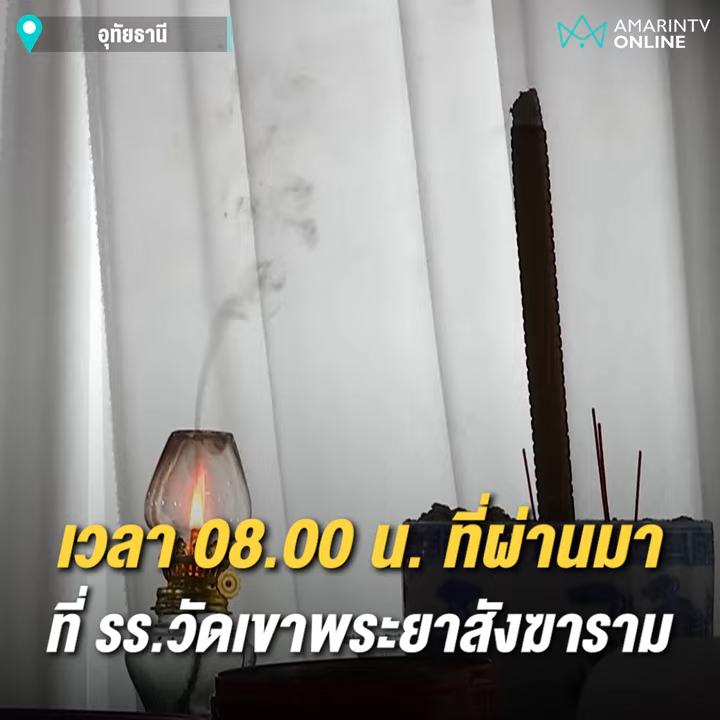 อุทัยธานี
AMARINTV
ONLINE
เวลา 08.00 น. ที่ผ่านมา
ที่ รร.วัดเขาพระยาสังฆาราม